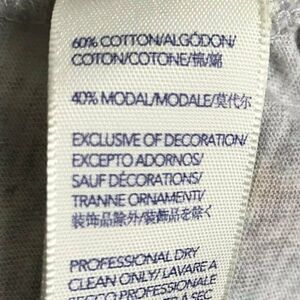 60% COTTON/ALGODÓN/
COTON/COTONE/棉/綿
40% MODAL/MODALE/莫代尔
EXCLUSIVE OF DECORATION/
EXCEPTO ADORNOS/
SAUF DÉCORATIONS/
TRANNE ORNAMENTI/
装饰品除外/装飾品を除く
PROFESSIONAL DRY
CLEAN ONLY/LAVARE A
SECCO PROFESSIONALE